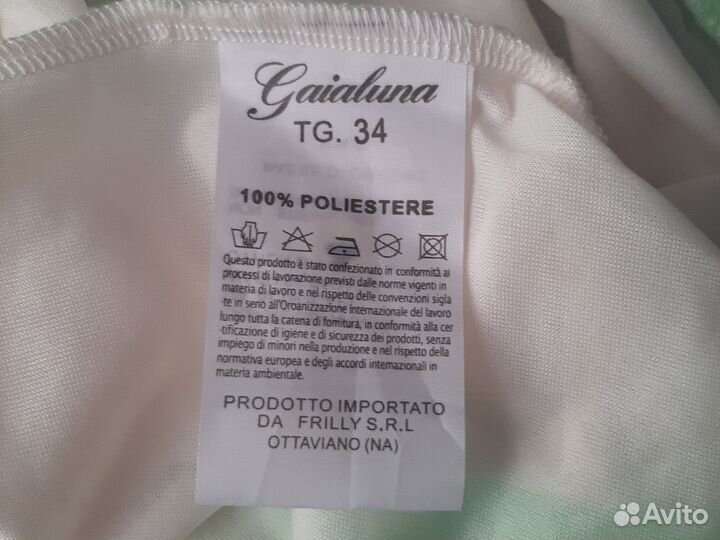 Gaialuna
TG. 34
100% POLIESTERE
Questo prodotto è stato confezionato in conformità ai
processi di lavorazione previsti dalle norme vigenti in
materia di lavoro e nel rispetto delle convenzioni sigla
-te in seno all'Oroanizzazione Internazionale del lavoro
lungo tutta la catena di fomitura, in conformità alla cer
-tificazione di igiene e di sicurezza dei prodotti, senza
impiego di minori nella produzione e nel rispetto della
normativa europea e degli accordi internazionali in
materia ambientale.
PRODOTTO IMPORTATO
DA FRILLY S.R.L
OTTAVIANO (NA)
Avito